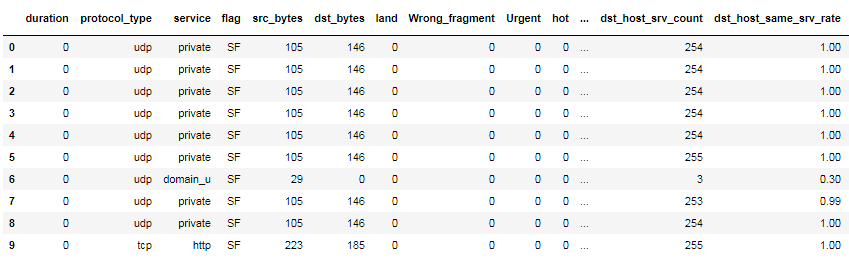 duration protocol_type service flag src_bytes dst_bytes land Wrong_fragment Urgent hot ... dst_host_srv_count dst_host_same_srv_rate
0 0 udp private SF 105 146 0 0 0 0 ... 254 1.00
1 0 udp private SF 105 146 0 0 0 0 ... 254 1.00
2 0 udp private SF 105 146 0 0 0 0 ... 254 1.00
3 0 udp private SF 105 146 0 0 0 0 ... 254 1.00
4 0 udp private SF 105 146 0 0 0 0 ... 254 1.00
5 0 udp private SF 105 146 0 0 0 0 ... 255 1.00
6 0 udp domain_u SF 29 0 0 0 0 0 ... 3 0.30
7 0 udp private SF 105 146 0 0 0 0 ... 253 0.99
8 0 udp private SF 105 146 0 0 0 0 ... 254 1.00
9 0 tcp http SF 223 185 0 0 0 0 ... 255 1.00